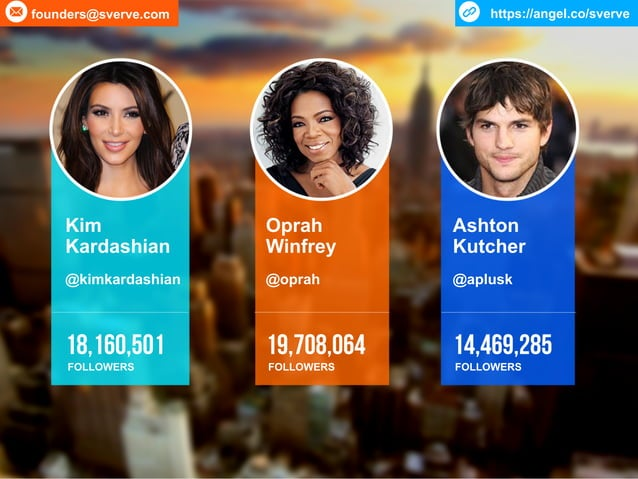 founders@sverve.com
https://angel.co/sverve
Kim
Kardashian
@kimkardashian
18,160,501
FOLLOWERS
Oprah
Winfrey
@oprah
19,708,064
FOLLOWERS
Ashton
Kutcher
@aplusk
14,469,285
FOLLOWERS